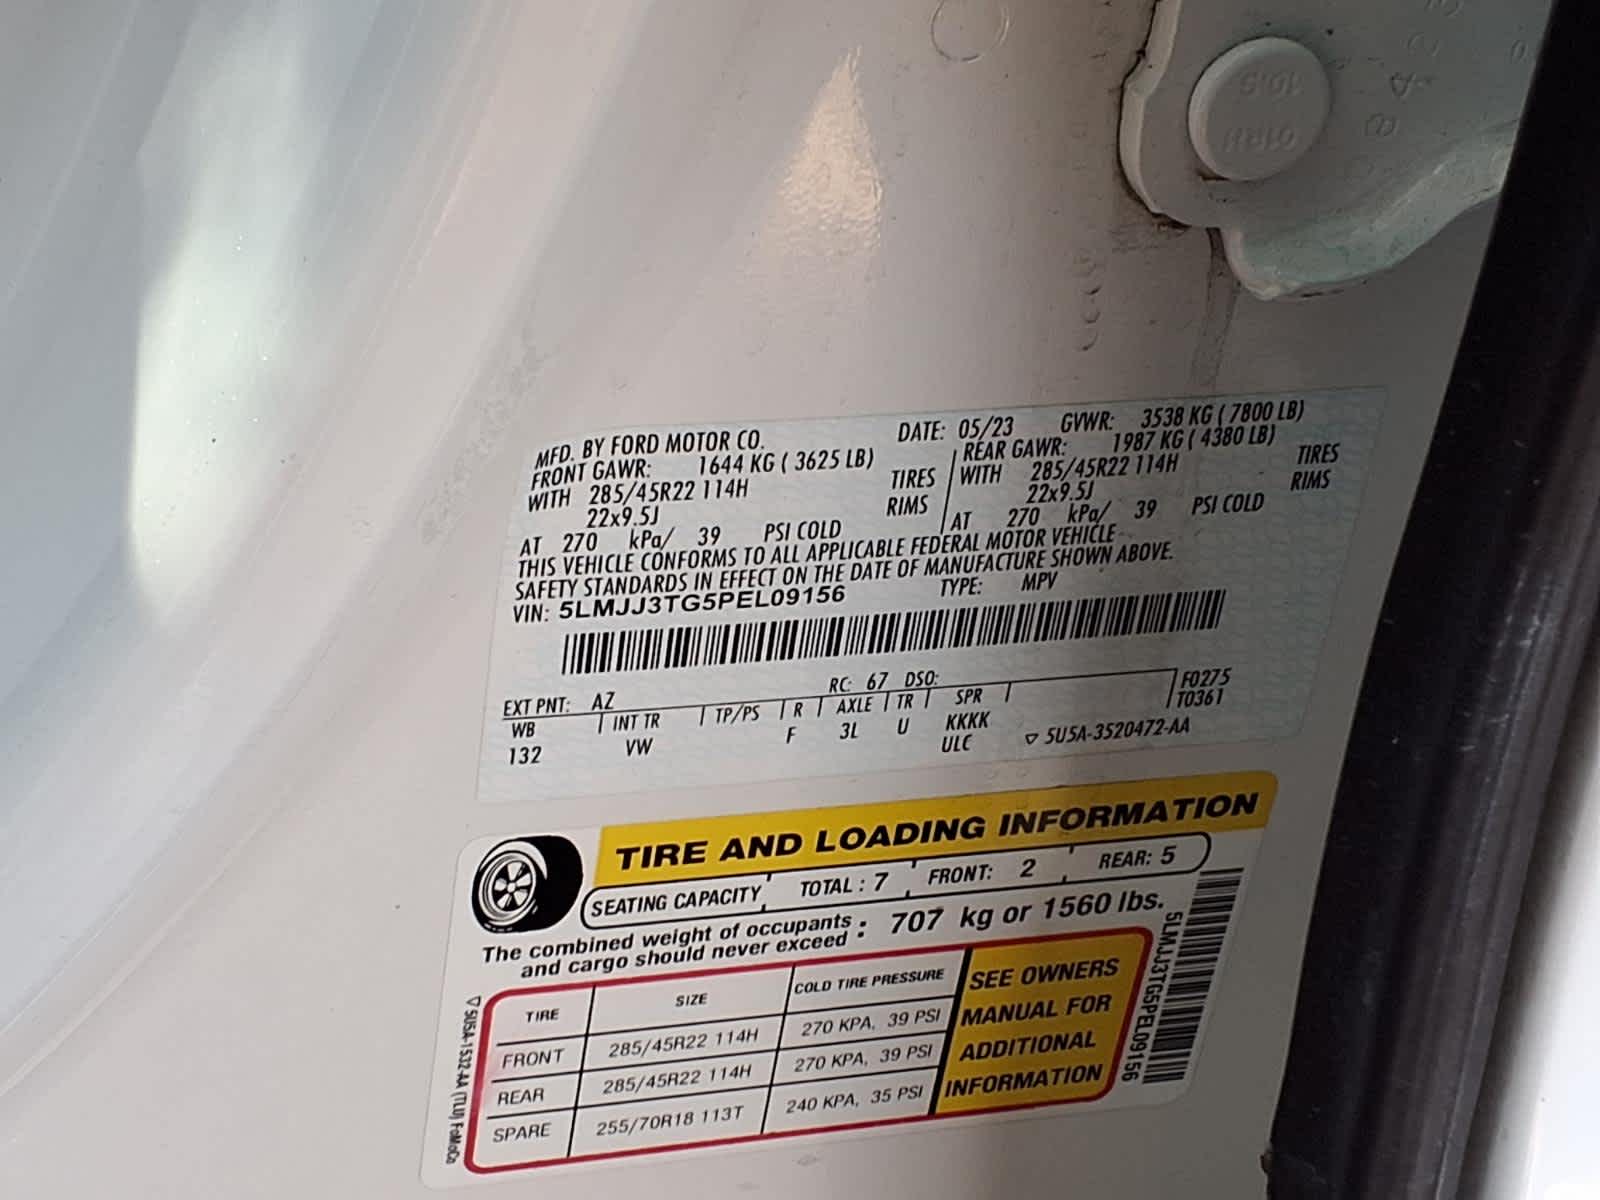 MFD. BY FORD MOTOR CO. DATE: 05/23 GVWR: 3538 KG ( 7800 LB)
FRONT GAWR: 1644 KG ( 3625 LB) REAR GAWR: 1987 KG ( 4380 LB)
WITH 285/45R22 114H TIRES WITH 285/45R22 114H TIRES
22x9.5J RIMS 22x9.5J RIMS
AT 270 kPa/ 39 PSI COLD AT 270 kPa/ 39 PSI COLD
THIS VEHICLE CONFORMS TO ALL APPLICABLE FEDERAL MOTOR VEHICLE
SAFETY STANDARDS IN EFFECT ON THE DATE OF MANUFACTURE SHOWN ABOVE.
VIN: 5LMJJ3TG5PEL09156 TYPE: MPV
EXT PNT: AZ RC: 67 DSO: F0275
WB INT TR TP/PS R AXLE TR SPR T0361
132 VW F 3L U KKKK
ULC 5U5A-3520472-AA
TIRE AND LOADING INFORMATION
SEATING CAPACITY TOTAL : 7 FRONT: 2 REAR: 5
The combined weight of occupants
and cargo should never exceed : 707 kg or 1560 lbs.
TIRE SIZE COLD TIRE PRESSURE
FRONT 285/45R22 114H 270 KPA, 39 PSI
REAR 285/45R22 114H 270 KPA, 39 PSI
SPARE 255/70R18 113T 240 KPA, 35 PSI
SEE OWNERS
MANUAL FOR
ADDITIONAL
INFORMATION
5LMJJ3TG5PEL09156
5U5A-1532-AA (TLU) FoMoCo